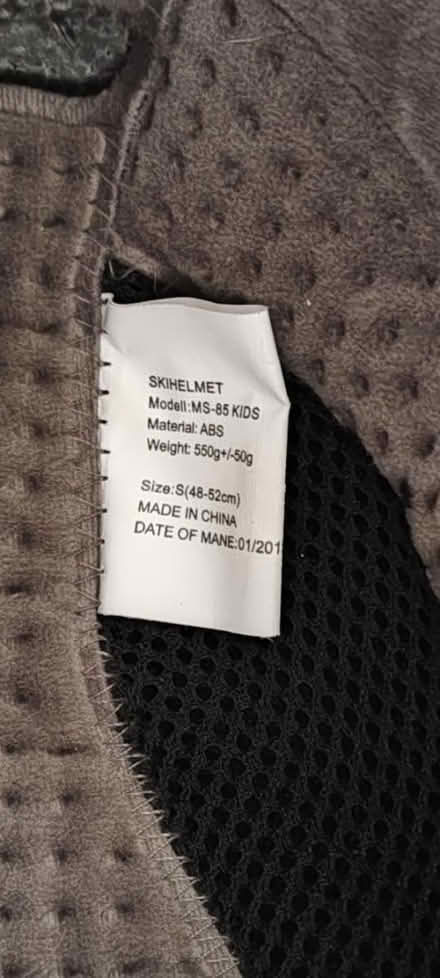 SKIHELMET
Modell:MS-85 KIDS
Material: ABS
Weight: 550g+/-50g
Size:S(48-52cm)
MADE IN CHINA
DATE OF MANE:01/201